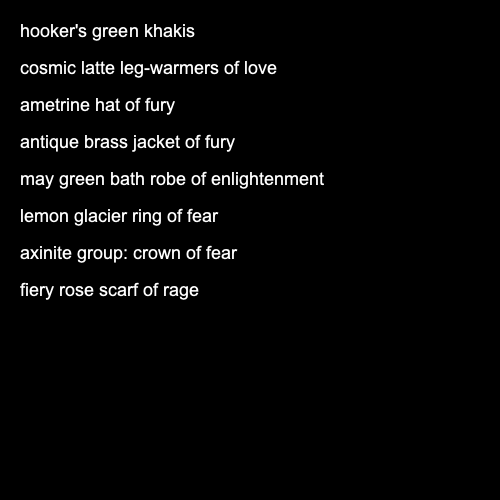 hooker's green khakis
cosmic latte leg-warmers of love
ametrine hat of fury
antique brass jacket of fury
may green bath robe of enlightenment
lemon glacier ring of fear
axinite group: crown of fear
fiery rose scarf of rage